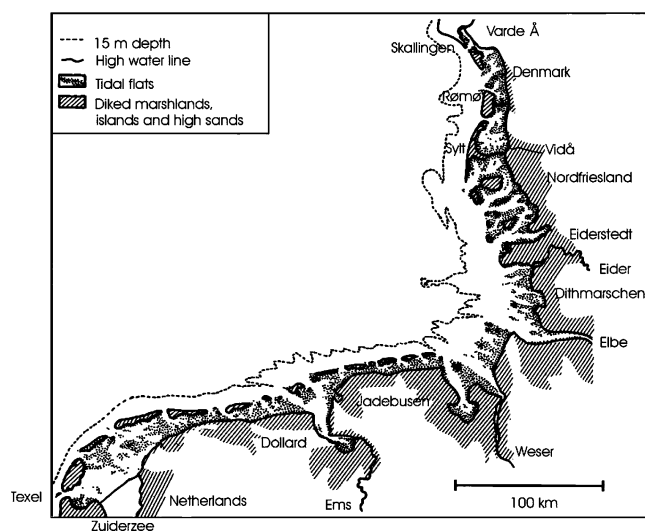 15 m depth
High water line
Tidal flats
Diked marshlands,
islands and high sands
Varde Å
Skallingen
Denmark
Rømø
Sylt
Vidå
Nordfriesland
Eiderstedt
Eider
Dithmarschen
Elbe
Jadebusen
Dollard
Weser
Texel
Netherlands
Ems
100 km
Zuiderzee